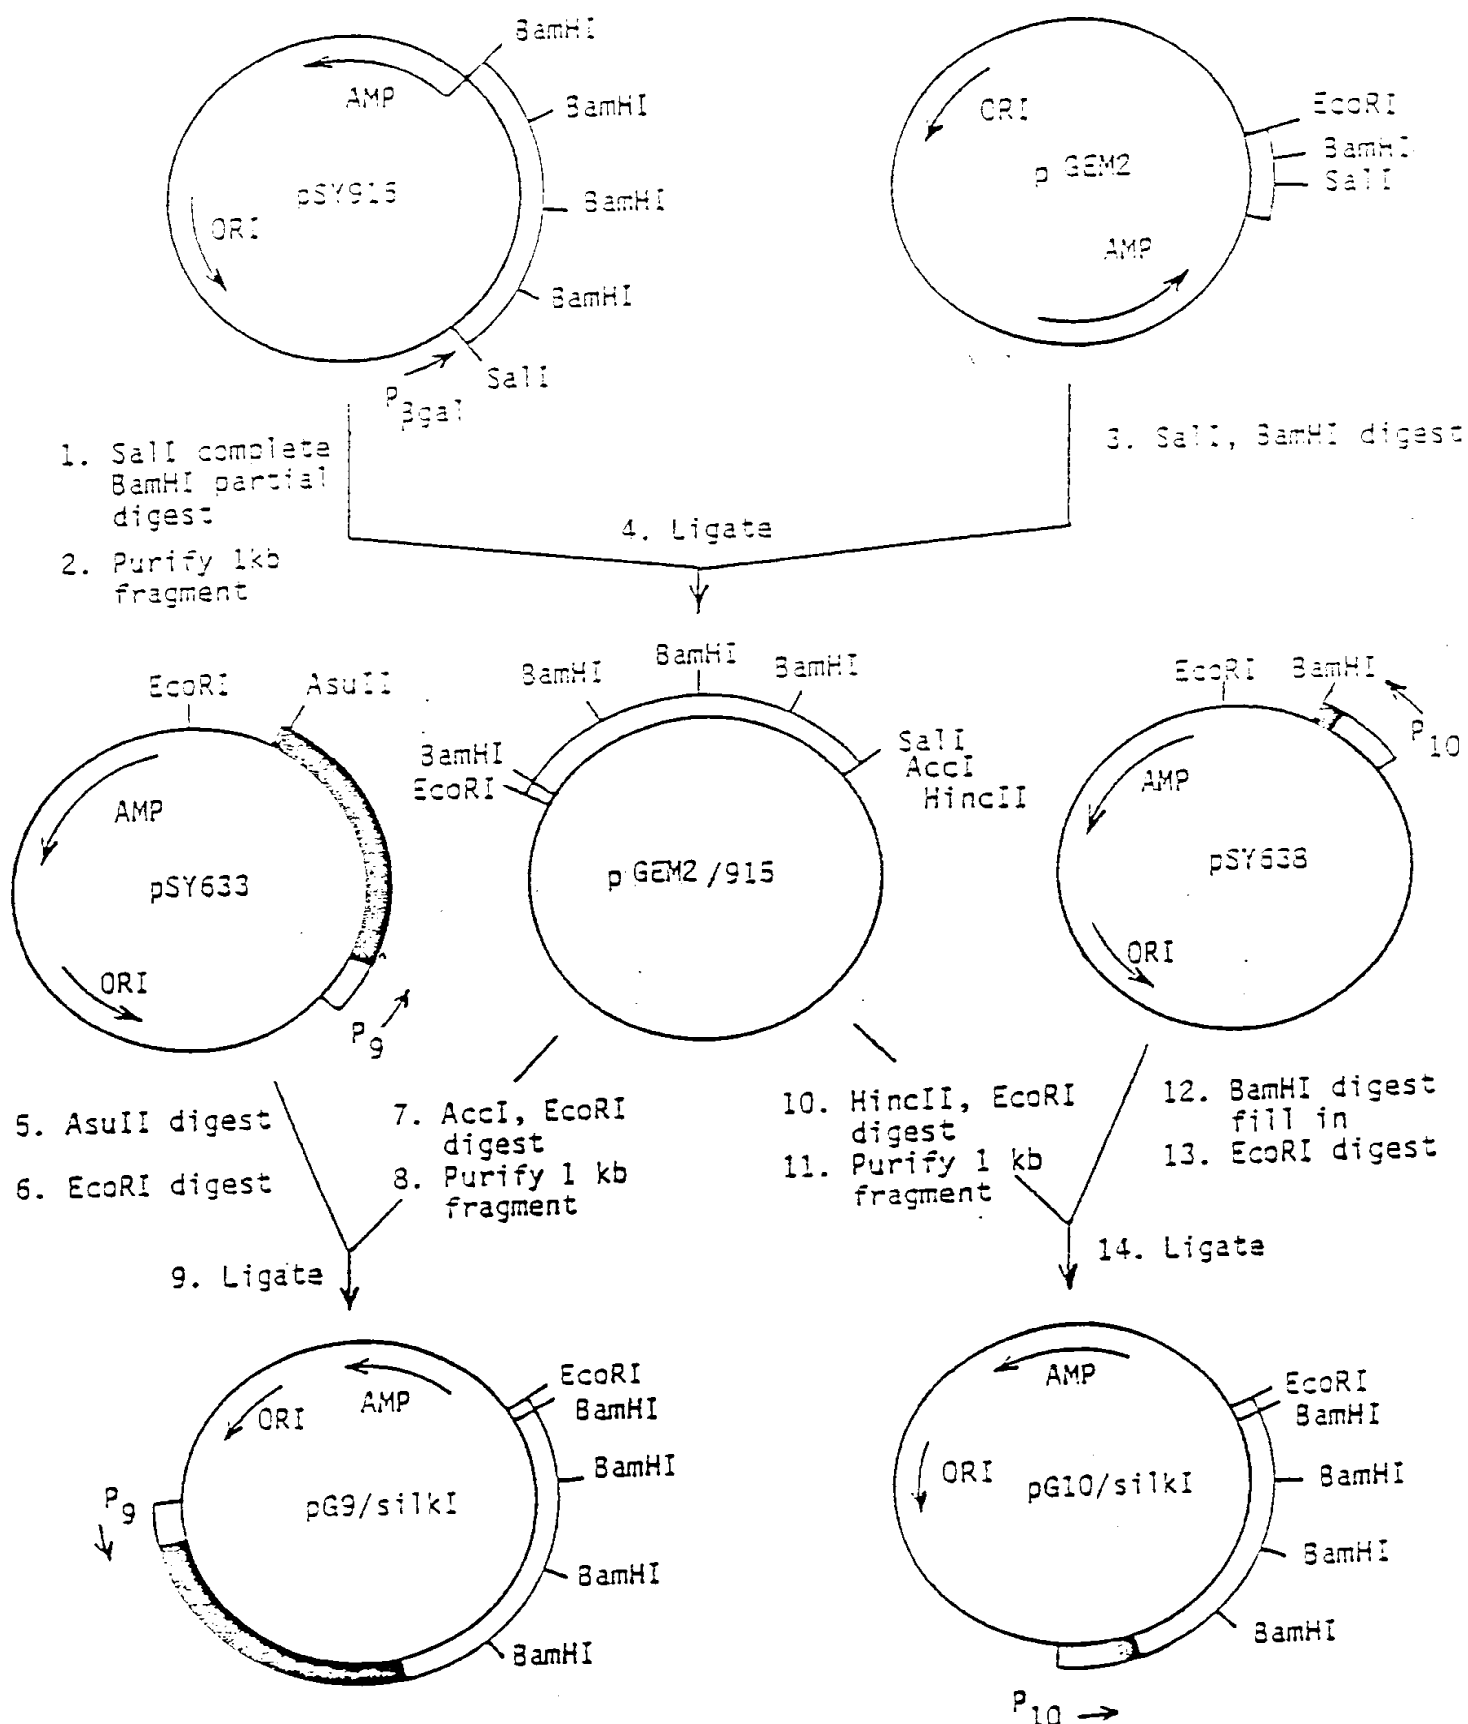 BamHI
BamHI
BamHI
BamHI
SalI
AMP
pSY915
ORI
Pβgal
EcoRI
BamHI
SalI
ORI
p GEM2
AMP
1. SalI complete
BamHI partial
digest
2. Purify 1kb
fragment
3. SalI, BamHI digest
4. Ligate
EcoRI
AsuII
AMP
pSY633
ORI
P9
BamHI
BamHI
BamHI
BamHI
EcoRI
SalI
AccI
HincII
p GEM2/915
EcoRI
BamHI
P10
AMP
pSY638
ORI
5. AsuII digest
6. EcoRI digest
7. AccI, EcoRI
digest
8. Purify 1 kb
fragment
9. Ligate
10. HincII, EcoRI
digest
11. Purify 1 kb
fragment
12. BamHI digest
fill in
13. EcoRI digest
14. Ligate
EcoRI
BamHI
BamHI
BamHI
BamHI
AMP
ORI
P9
pG9/silkI
EcoRI
BamHI
BamHI
BamHI
BamHI
AMP
ORI
pG10/silkI
P10